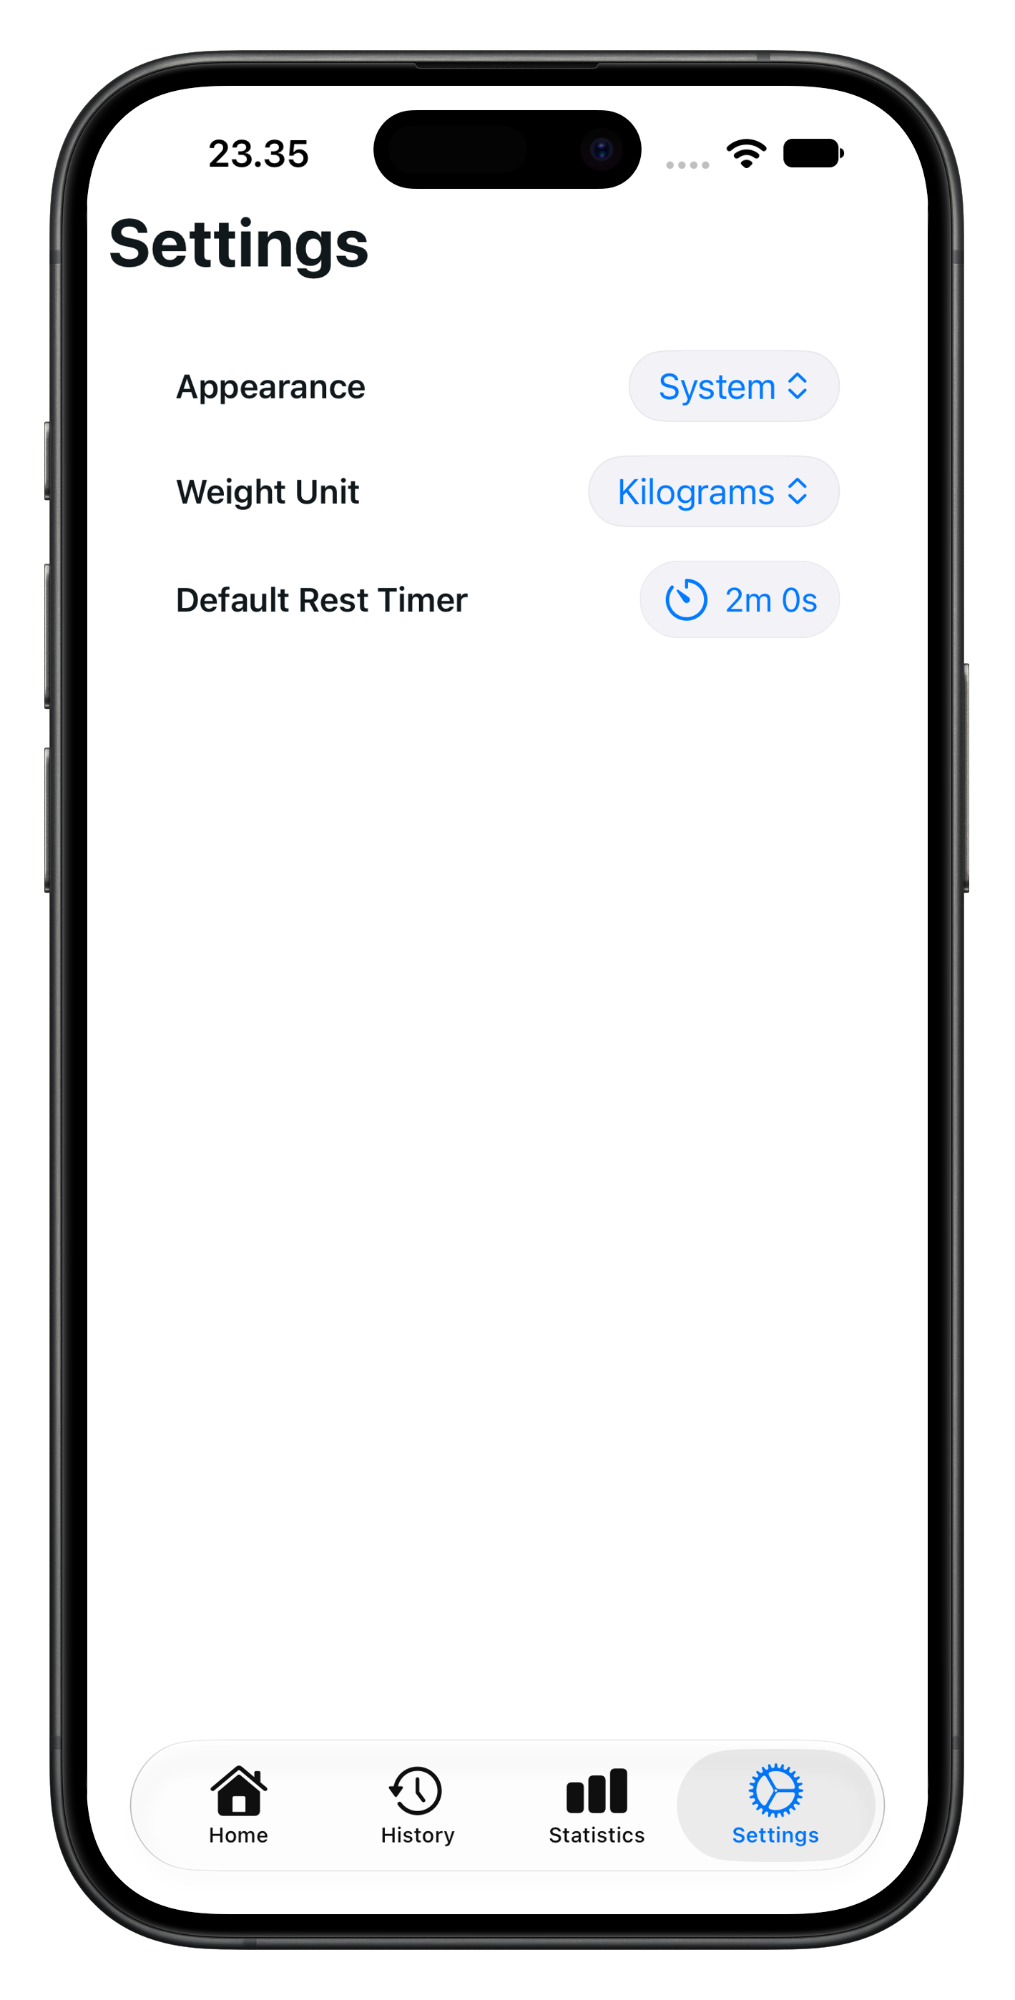 23.35
Settings
Appearance System
Weight Unit Kilograms
Default Rest Timer 2m 0s
Home History Statistics Settings